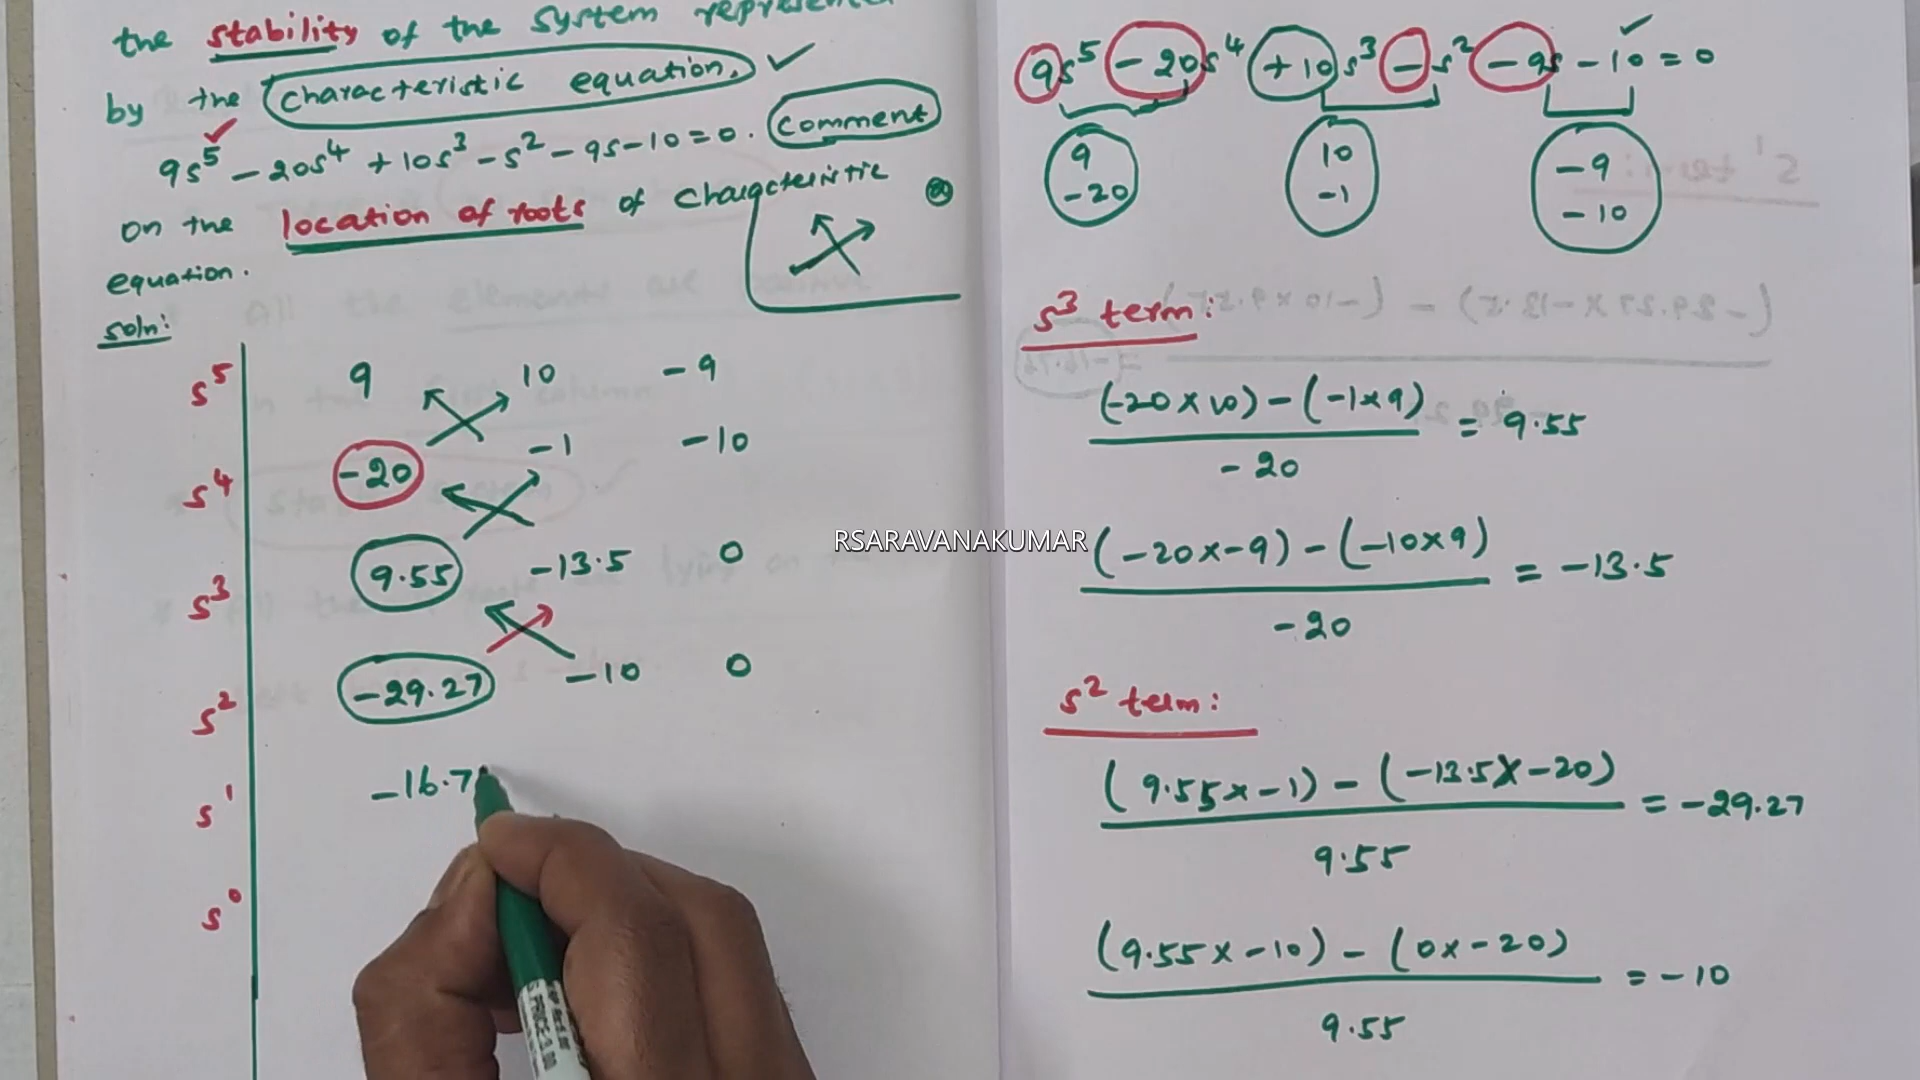 the stability of the system represented
by the characteristic equation,
9s⁵ - 20s⁴ + 10s³ - s² - 9s - 10 = 0. Comment
on the location of roots of characteristic
equation.
soln:
s⁵ 9 10 -9
s⁴ -20 -1 -10
s³ 9.55 -13.5 0
s² -29.27 -10 0
s¹ -16.7
s⁰
9s⁵ - 20s⁴ + 10s³ - s² - 9s - 10 = 0
9 10 -9
-20 -1 -10
s³ term:
(-20 x 10) - (-1 x 9)
-20
= 9.55
(-20 x -9) - (-10 x 9)
-20
= -13.5
s² term:
(9.55 x -1) - (-13.5 x -20)
9.55
= -29.27
(9.55 x -10) - (0 x -20)
9.55
= -10
RSARAVANAKUMAR